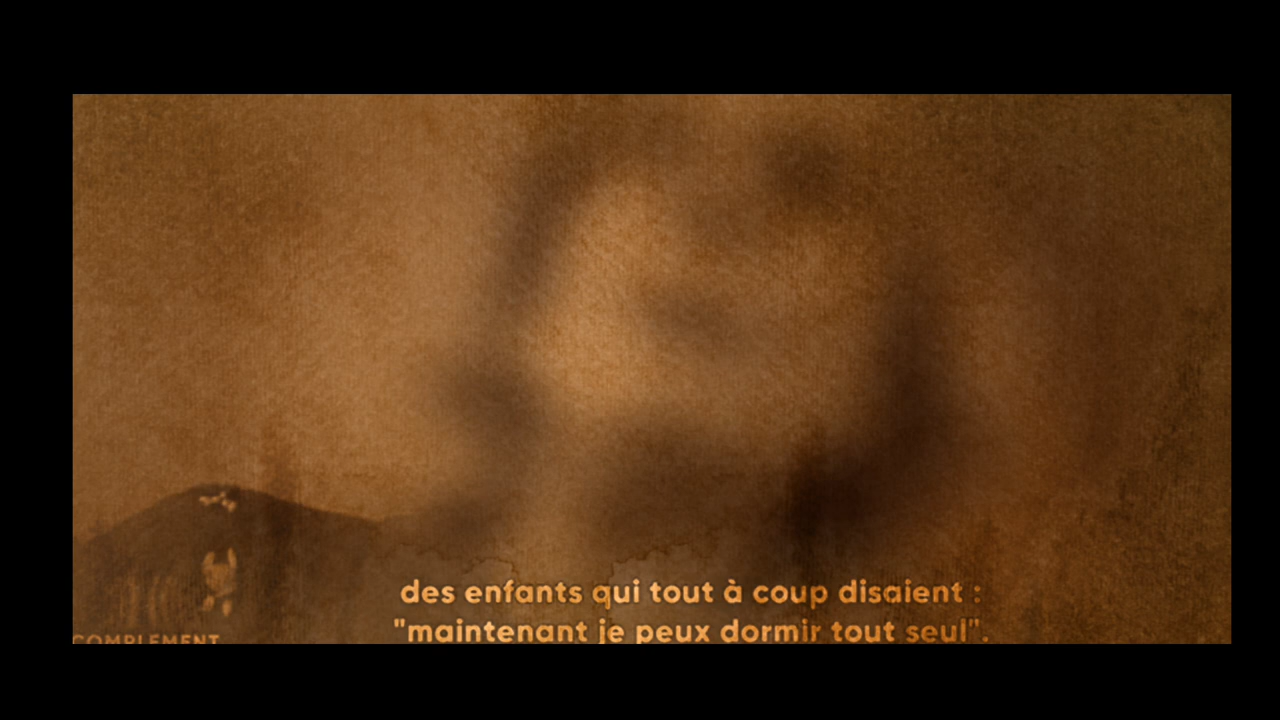 des enfants qui tout à coup disaient :
"maintenant je peux dormir tout seul".
COMPLEMENT